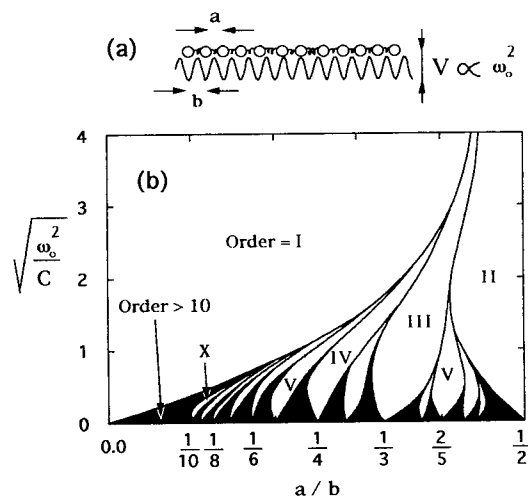 (a)
a
b
V ∝ ω₀²
(b)
4
3
2
1
0
√(ω₀²/C)
Order = I
Order > 10
X
V
IV
III
V
II
0.0 1/10 1/8 1/6 1/4 1/3 2/5 1/2
a / b